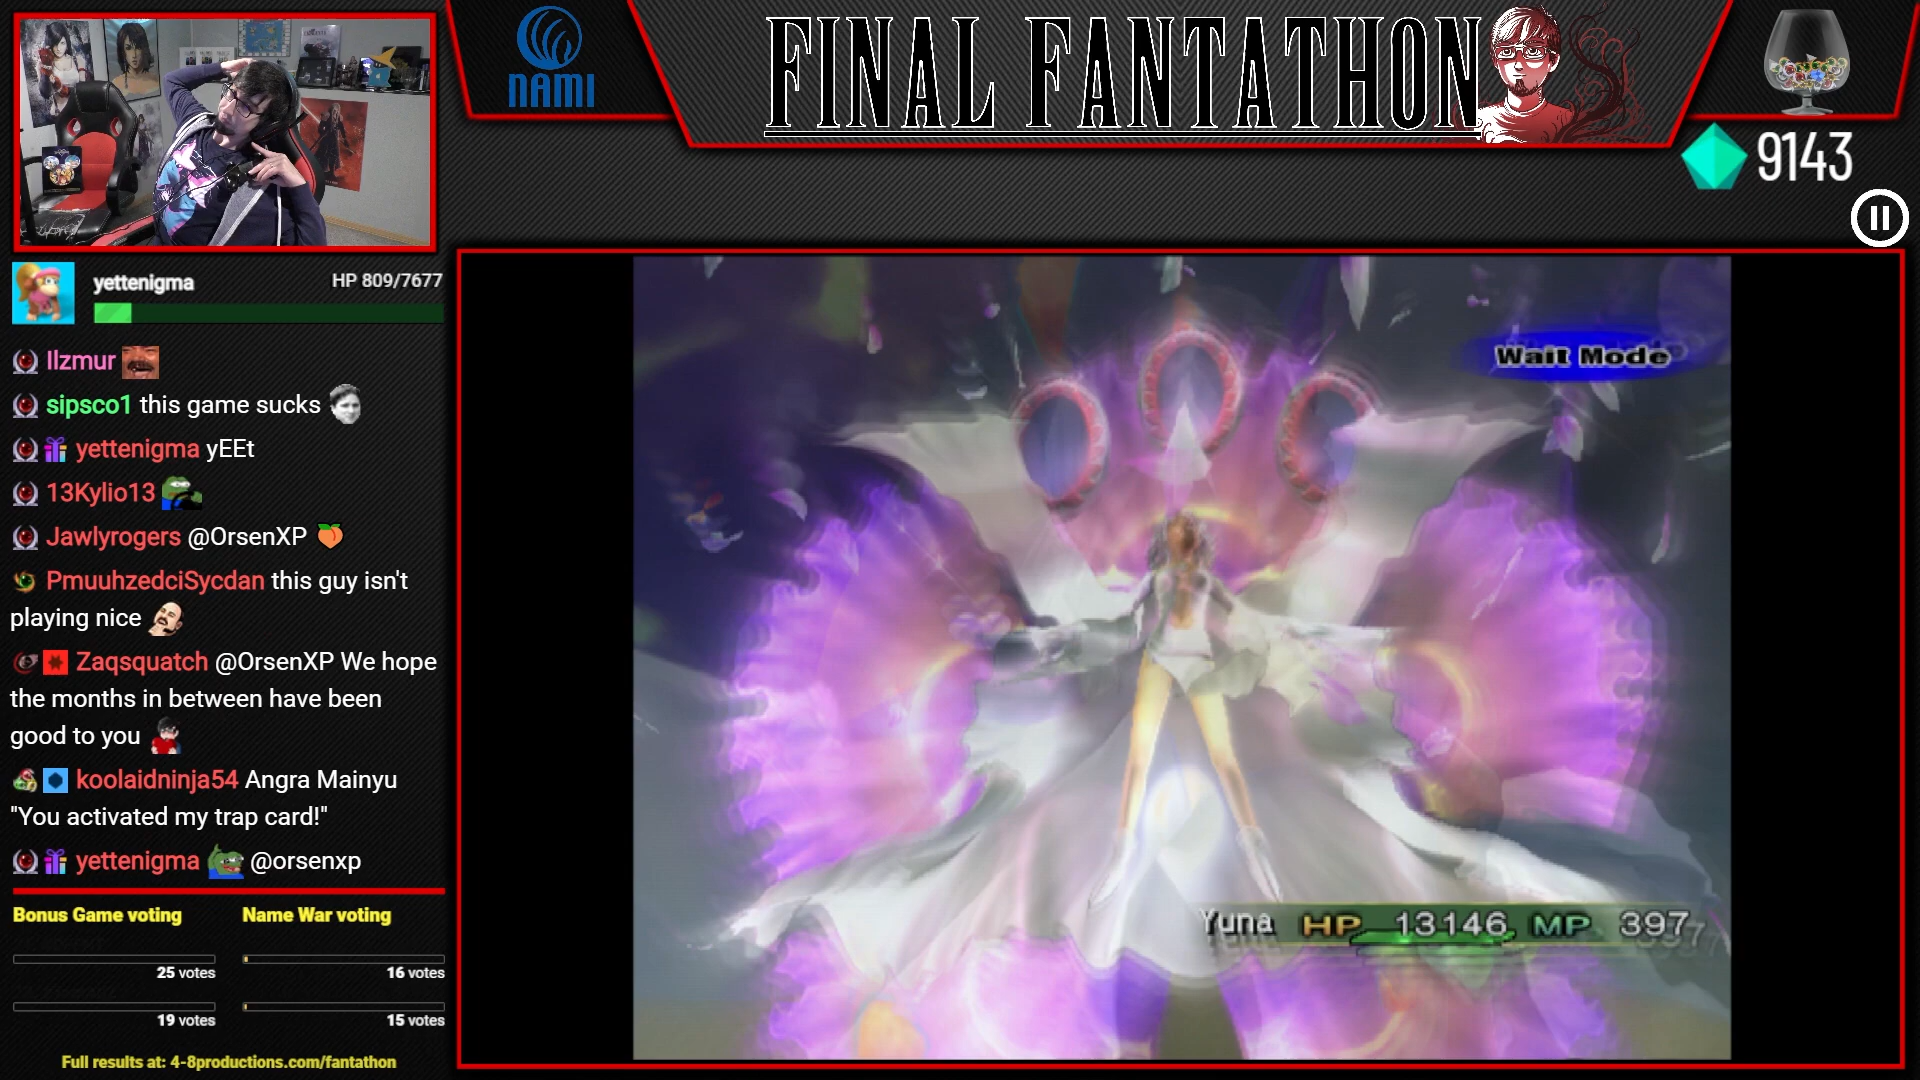 NAMI
FINAL FANTATHON
9143
yettenigma
HP 809/7677
Ilzmur
sipsco1 this game sucks
yettenigma yEEt
13Kylio13
Jawlyrogers @OrsenXP
PmuuhzedciSycdan this guy isn't
playing nice
Zaqsquatch @OrsenXP We hope
the months in between have been
good to you
koolaidninja54 Angra Mainyu
"You activated my trap card!"
yettenigma @orsenxp
Bonus Game voting
Name War voting
25 votes
16 votes
19 votes
15 votes
Full results at: 4-8productions.com/fantathon
Wait Mode
Yuna HP 13146 MP 397